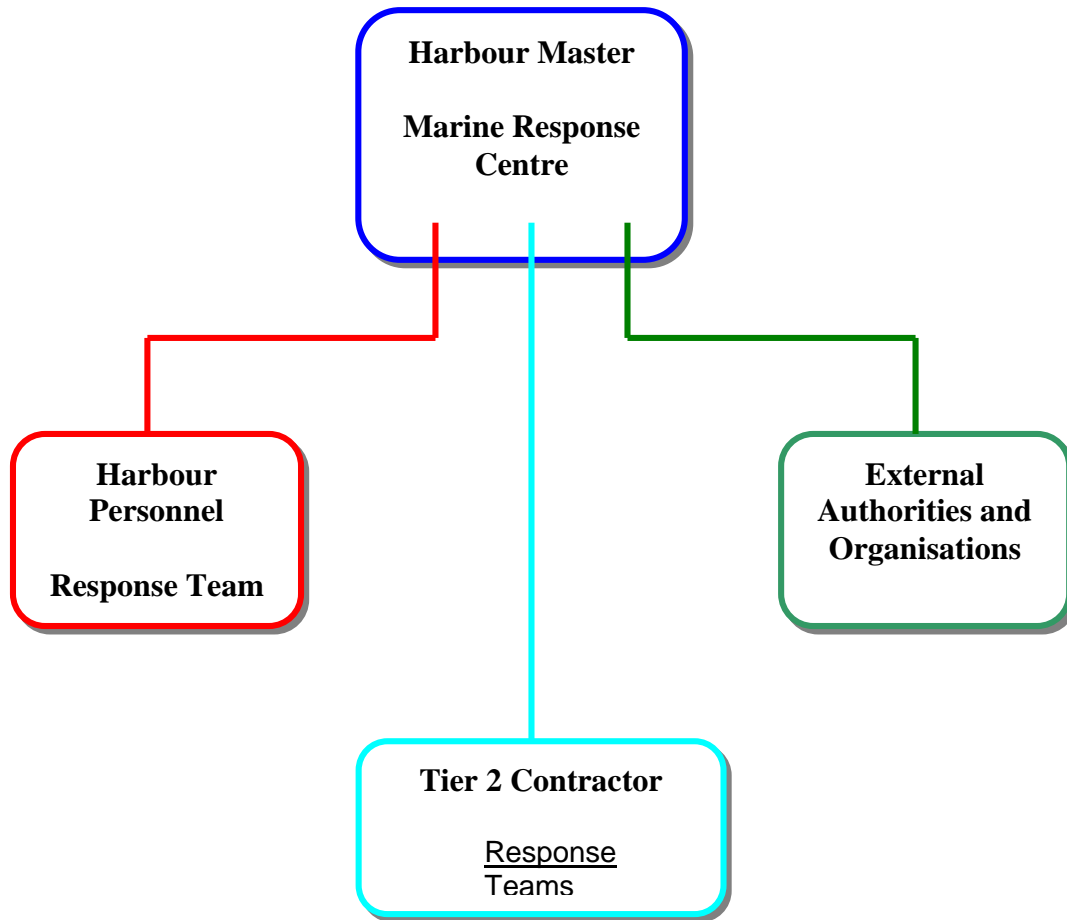 Harbour Master
Marine Response
Centre
Harbour
Personnel
Response Team
External
Authorities and
Organisations
Tier 2 Contractor
Response
Teams